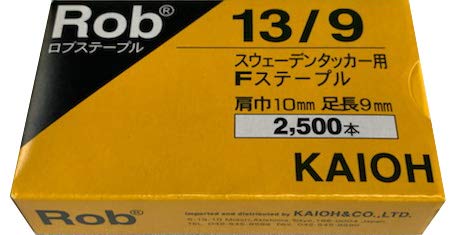 Rob®
ロブステープル
13/9
スウェーデンタッカー用
Fステープル
肩巾10mm 足長9mm
2,500本
KAIOH
Rob®
Imported and distributed by KAIOH&CO.,LTD.